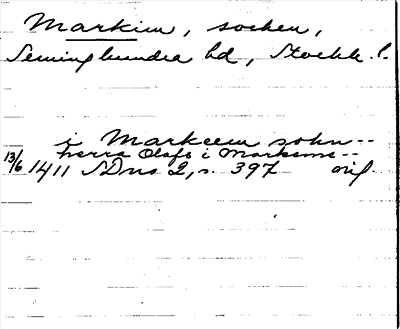 Markim, socken,
Seminghundra hd, Stockh. l.
i Markeem sokn--
herra Olafs i Markeme--
13/6 1411 SDns 2, s. 397 orig.